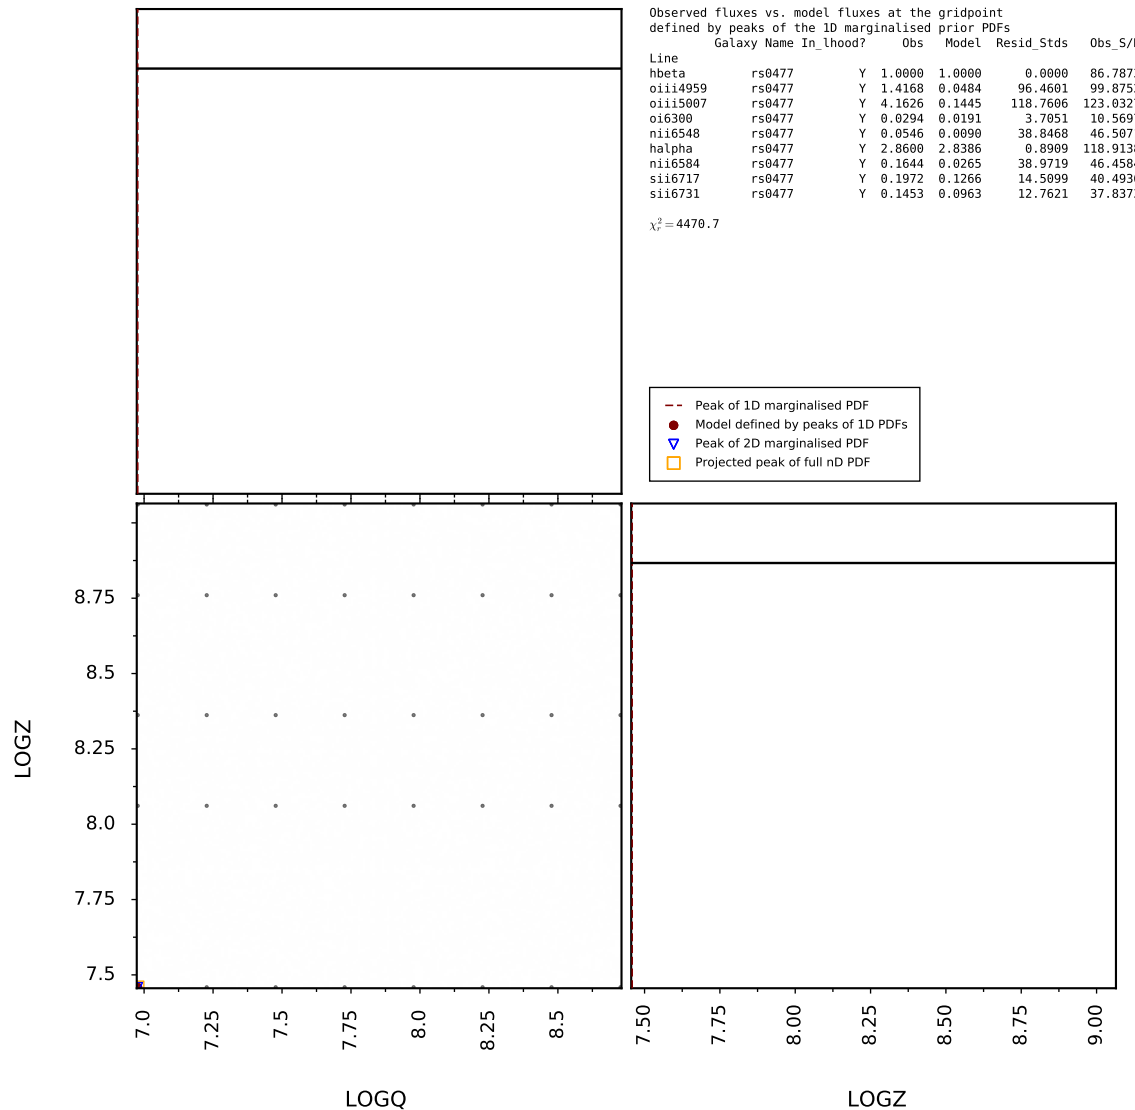 Observed fluxes vs. model fluxes at the gridpoint
defined by peaks of the 1D marginalised prior PDFs
Galaxy Name In_lhood? Obs Model Resid_Stds Obs_S/
Line
hbeta rs0477 Y 1.0000 1.0000 0.0000 86.787
oiii4959 rs0477 Y 1.4168 0.0484 96.4601 99.875
oiii5007 rs0477 Y 4.1626 0.1445 118.7606 123.032
oi6300 rs0477 Y 0.0294 0.0191 3.7051 10.569
nii6548 rs0477 Y 0.0546 0.0090 38.8468 46.507
halpha rs0477 Y 2.8600 2.8386 0.8909 118.913
nii6584 rs0477 Y 0.1644 0.0265 38.9719 46.458
sii6717 rs0477 Y 0.1972 0.1266 14.5099 40.493
sii6731 rs0477 Y 0.1453 0.0963 12.7621 37.837
χ²ᵣ = 4470.7
Peak of 1D marginalised PDF
Model defined by peaks of 1D PDFs
Peak of 2D marginalised PDF
Projected peak of full nD PDF
8.75
8.5
8.25
8.0
7.75
7.5
LOGZ
7.0 7.25 7.5 7.75 8.0 8.25 8.5
LOGQ
7.50 7.75 8.00 8.25 8.50 8.75 9.00
LOGZ